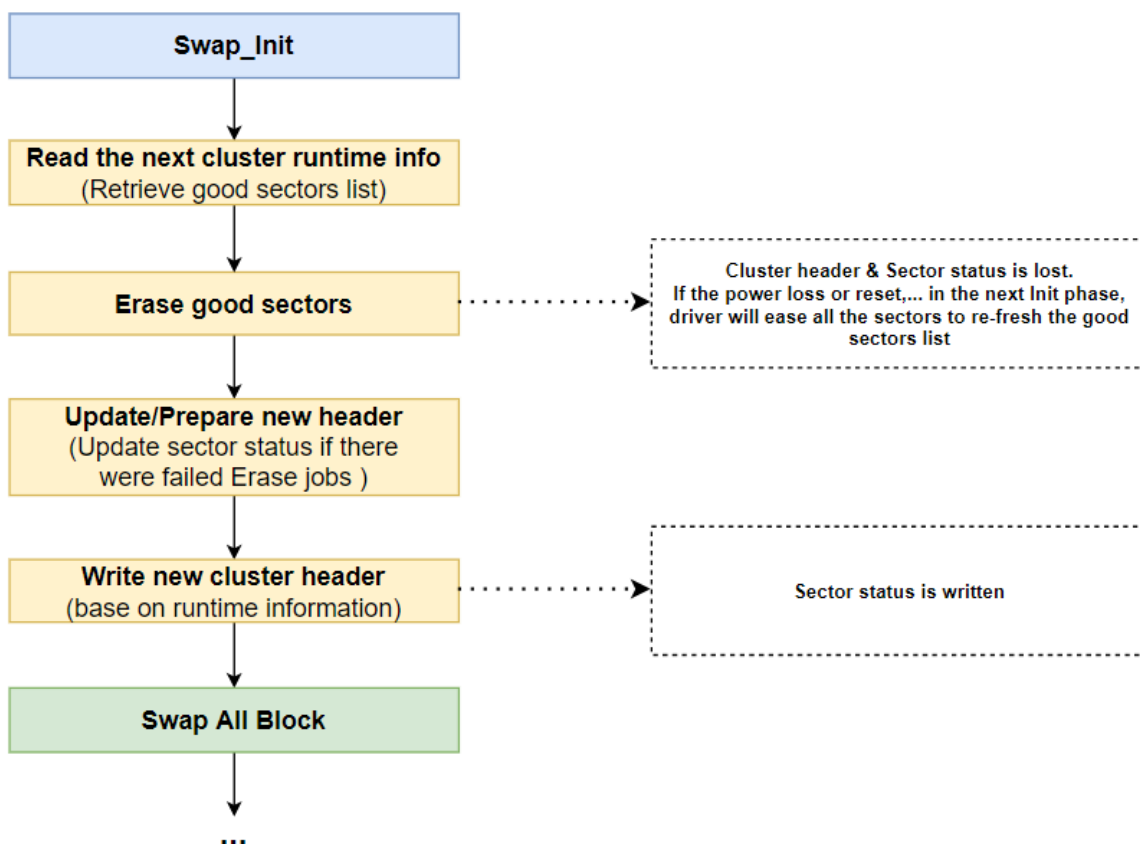 Swap_Init
Read the next cluster runtime info
(Retrieve good sectors list)
Erase good sectors
Cluster header & Sector status is lost.
If the power loss or reset,... in the next Init phase,
driver will ease all the sectors to re-fresh the good
sectors list
Update/Prepare new header
(Update sector status if there
were failed Erase jobs )
Write new cluster header
(base on runtime information)
Sector status is written
Swap All Block
...